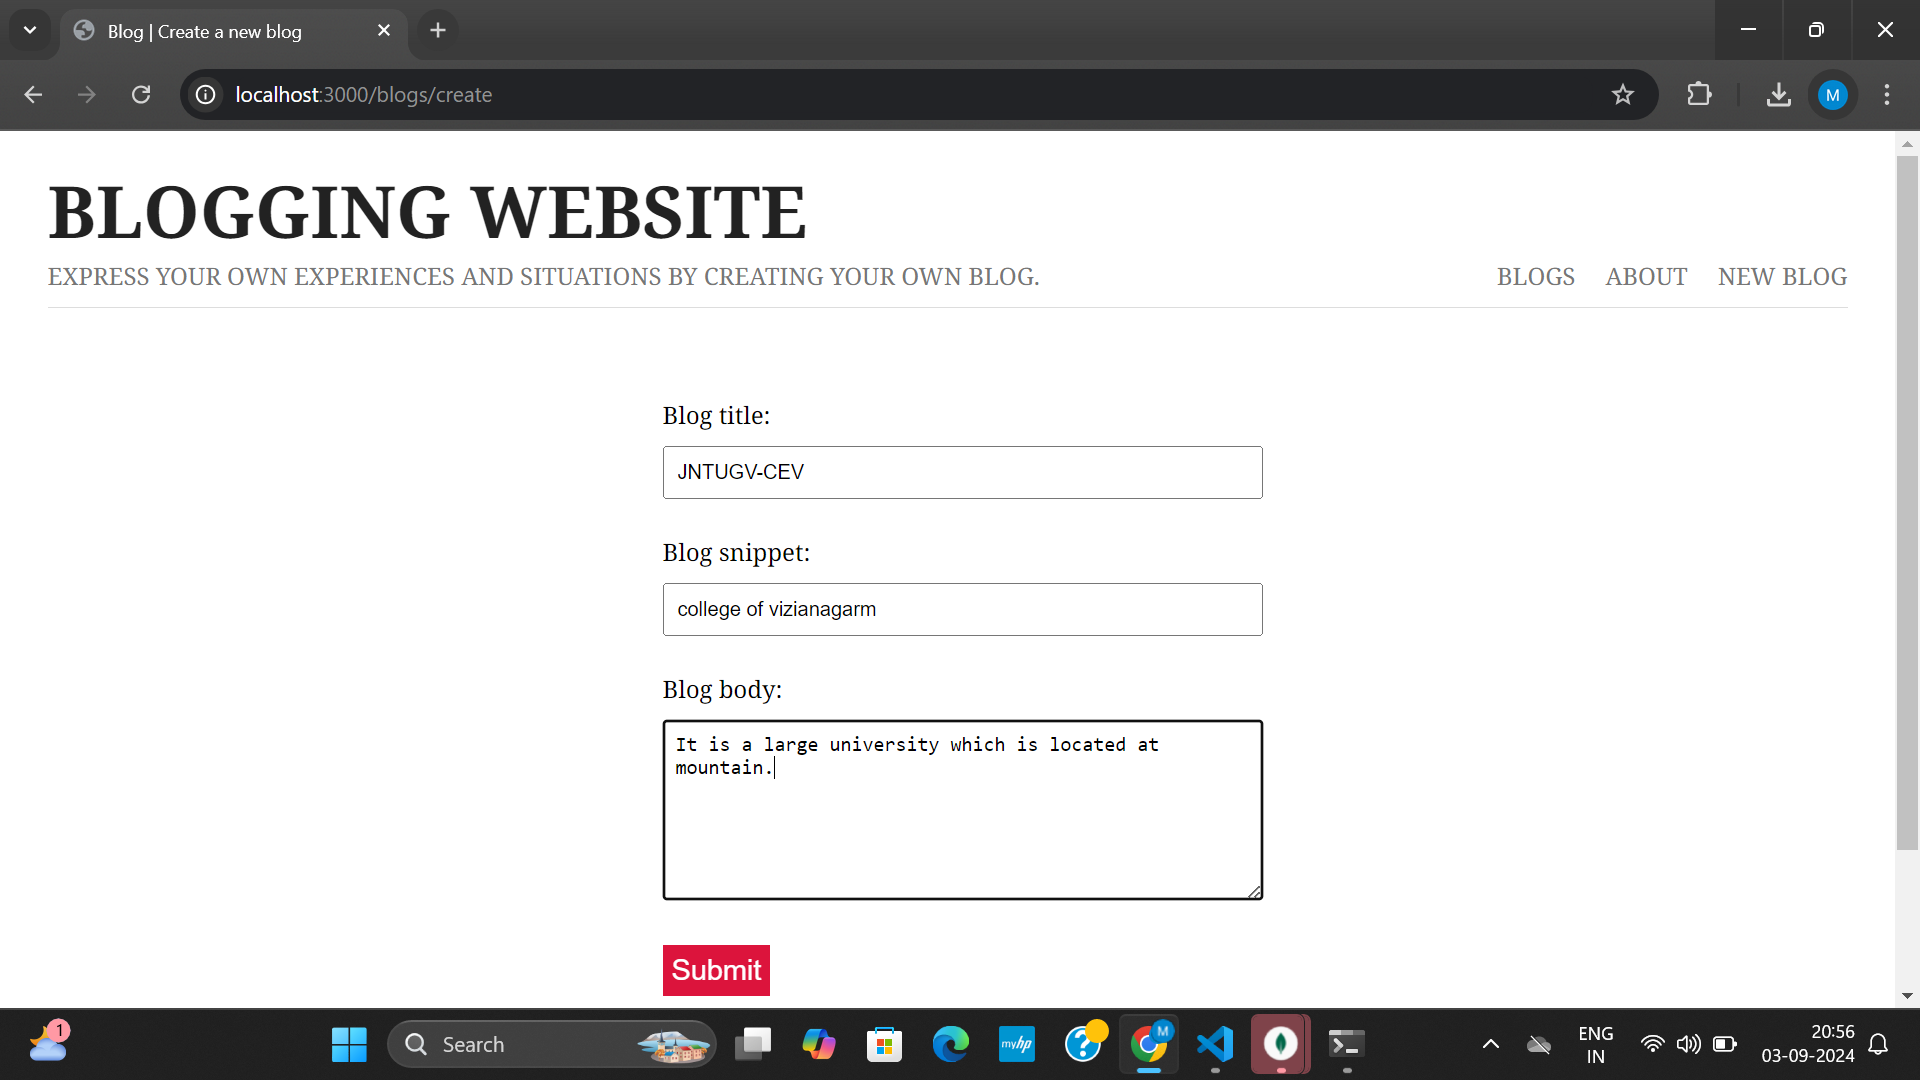 Blog | Create a new blog
localhost:3000/blogs/create
M
BLOGGING WEBSITE
EXPRESS YOUR OWN EXPERIENCES AND SITUATIONS BY CREATING YOUR OWN BLOG.
BLOGS ABOUT NEW BLOG
Blog title:
JNTUGV-CEV
Blog snippet:
college of vizianagarm
Blog body:
It is a large university which is located at
mountain.
Submit
1
Search
myhp
M
ENG
IN
20:56
03-09-2024